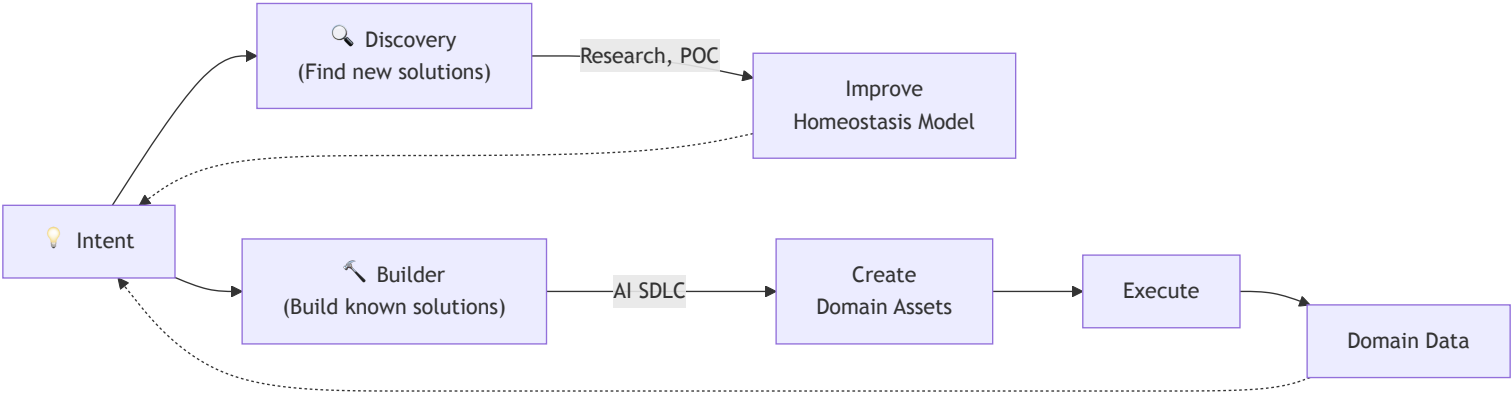 🔍 Discovery
(Find new solutions)
Research, POC
Improve
Homeostasis Model
💡 Intent
🔨 Builder
(Build known solutions)
AI SDLC
Create
Domain Assets
Execute
Domain Data